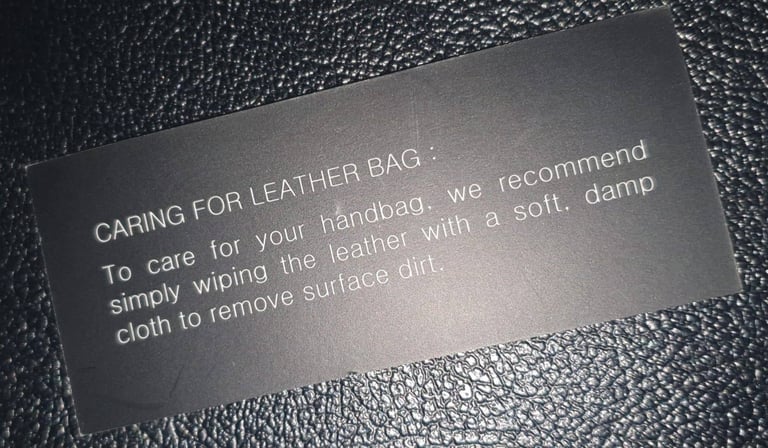 CARING FOR LEATHER BAG :
To care for your handbag, we recommend
simply wiping the leather with a soft, damp
cloth to remove surface dirt.